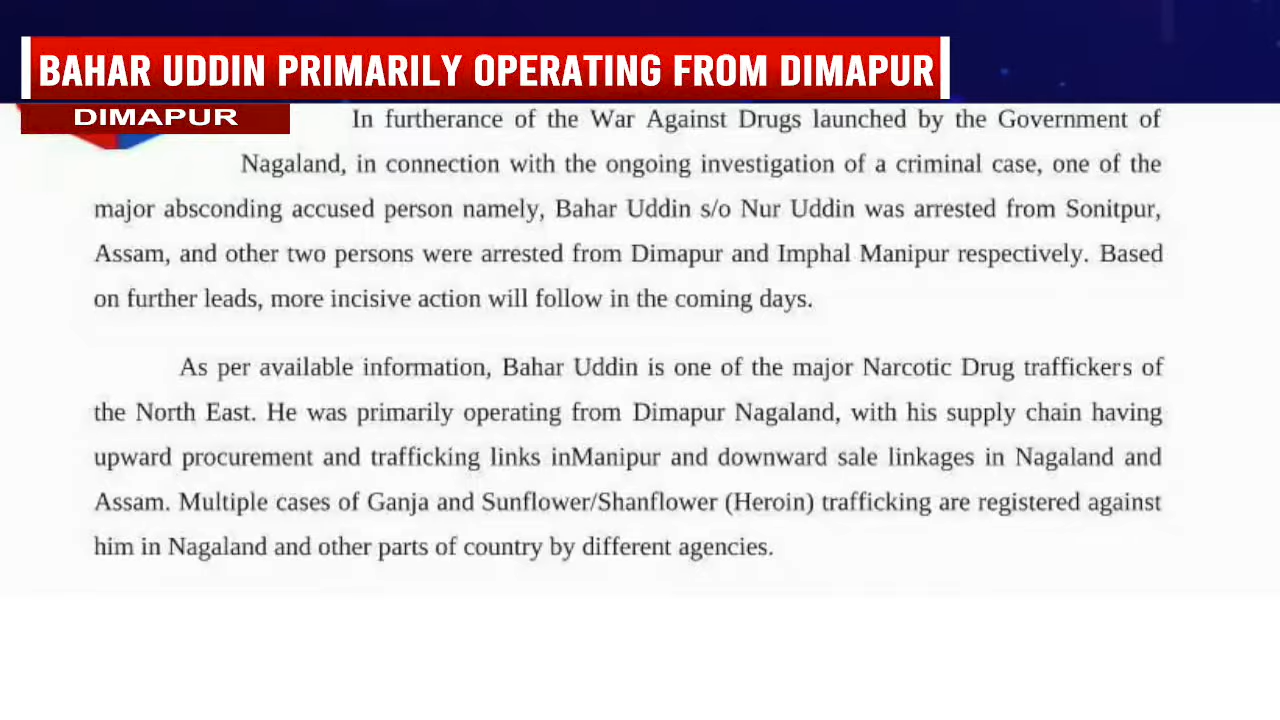 BAHAR UDDIN PRIMARILY OPERATING FROM DIMAPUR
DIMAPUR
In furtherance of the War Against Drugs launched by the Government of
Nagaland, in connection with the ongoing investigation of a criminal case, one of the
major absconding accused person namely, Bahar Uddin s/o Nur Uddin was arrested from Sonitpur,
Assam, and other two persons were arrested from Dimapur and Imphal Manipur respectively. Based
on further leads, more incisive action will follow in the coming days.
As per available information, Bahar Uddin is one of the major Narcotic Drug traffickers of
the North East. He was primarily operating from Dimapur Nagaland, with his supply chain having
upward procurement and trafficking links inManipur and downward sale linkages in Nagaland and
Assam. Multiple cases of Ganja and Sunflower/Shanflower (Heroin) trafficking are registered against
him in Nagaland and other parts of country by different agencies.